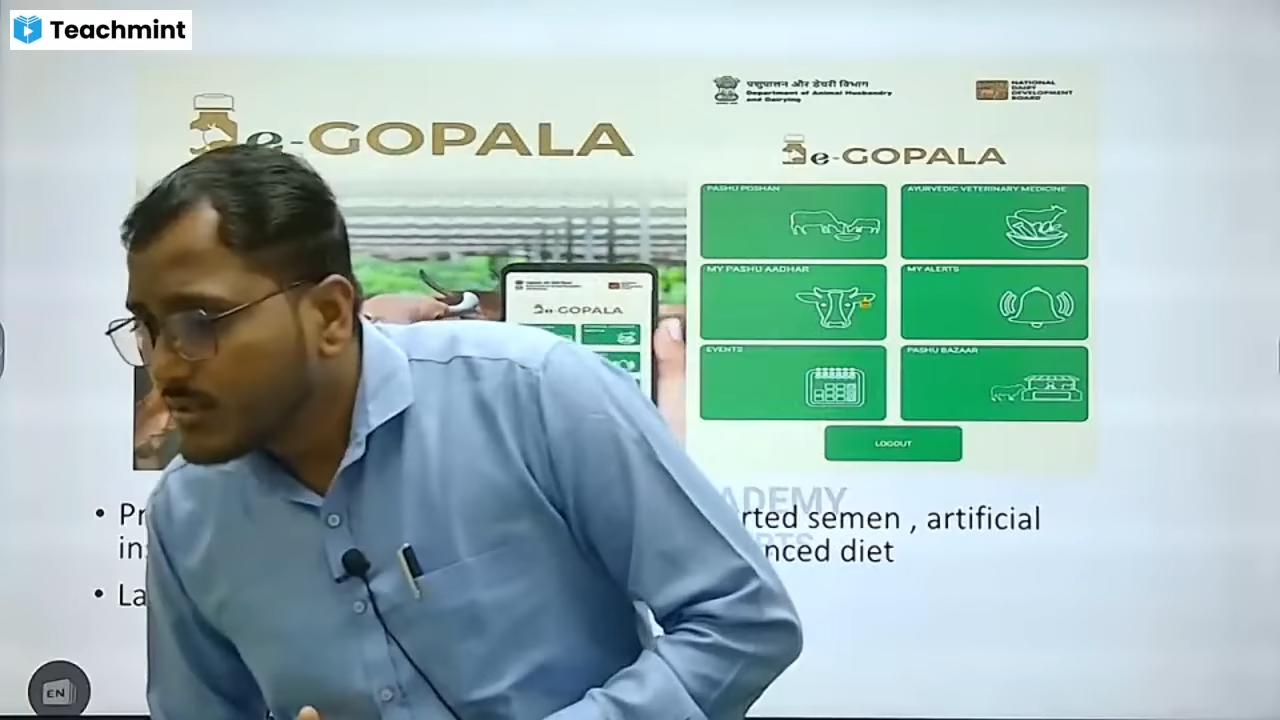 Teachmint
e-GOPALA
पशुपालन और डेयरी विभाग
Department of Animal Husbandry
and Dairying
NATIONAL
DAIRY
DEVELOPMENT
BOARD
e-GOPALA
PASHU POSHAN
AYURVEDIC VETERINARY MEDICINE
MY PASHU AADHAR
MY ALERTS
EVENTS
PASHU BAZAAR
LOGOUT
e-GOPALA
ADEMY
• Pr rted semen , artificial
in nced diet
• La
EN